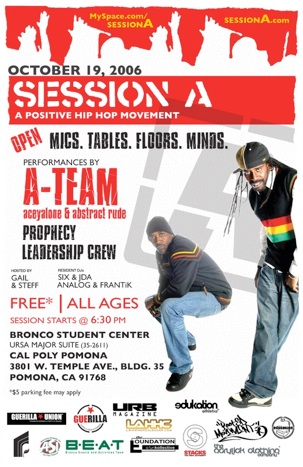 MySpace.com/
SESSIONA
SESSIONA.com
OCTOBER 19, 2006
SESSION A
A POSITIVE HIP HOP MOVEMENT
OPEN MICS. TABLES. FLOORS. MINDS.
PERFORMANCES BY
A-TEAM
aceyalone & abstract rude
PROPHECY
LEADERSHIP CREW
HOSTED BY
GAIL
& STEFF
RESIDENT DJs
SIX & JDA
ANALOG & FRANTiK
FREE* | ALL AGES
SESSION STARTS @ 6:30 PM
BRONCO STUDENT CENTER
URSA MAJOR SUITE (35-2611)
CAL POLY POMONA
3801 W. TEMPLE AVE., BLDG. 35
POMONA, CA 91768
*$5 parking fee may apply
GUERILLA UNION
GUERILLA
URB
MAGAZINE
edukation
B·E·A·T
FOUNDATION
STACKS